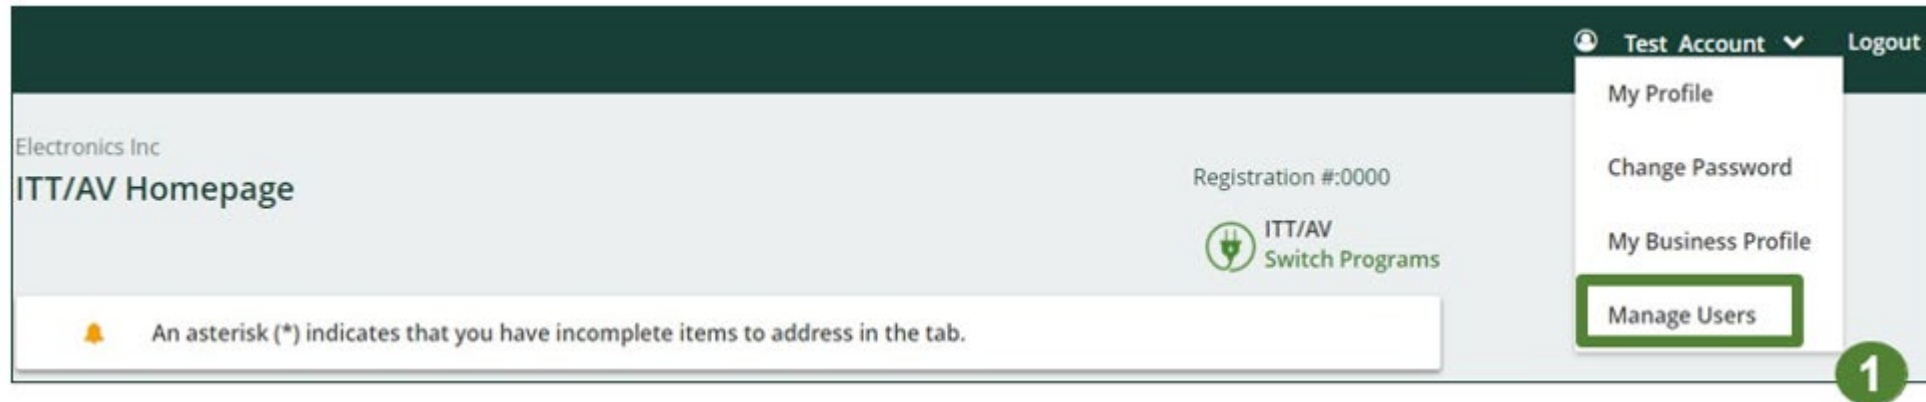 Test Account
Logout
My Profile
Electronics Inc
ITT/AV Homepage
Registration #:0000
Change Password
ITT/AV
Switch Programs
My Business Profile
An asterisk (*) indicates that you have incomplete items to address in the tab.
Manage Users
1